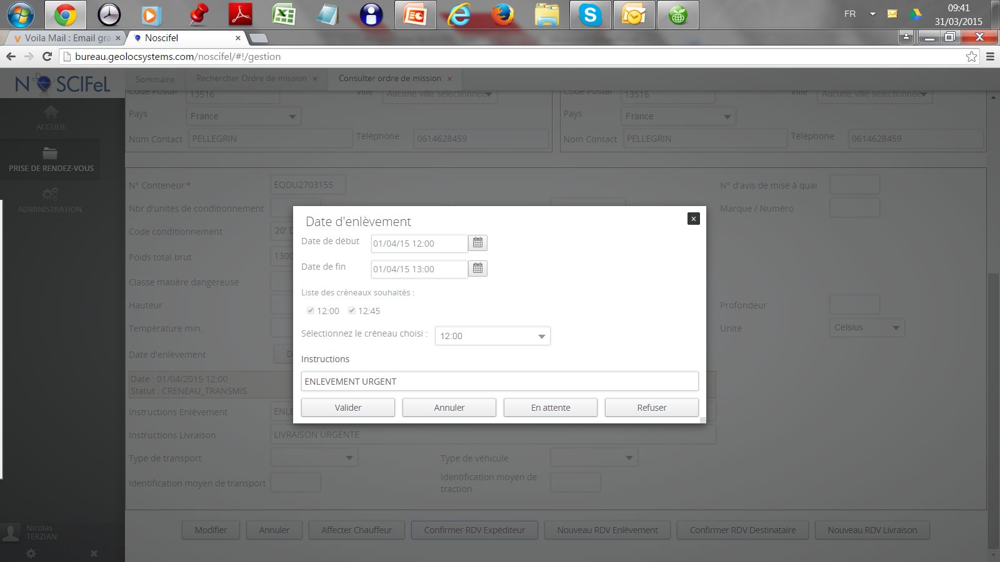 FR
09:41
31/03/2015
Voila Mail : Email gra
Noscifel
bureau.geolocsystems.com/noscifel/#!/gestion
NOSCIFeL
Sommaire
Rechercher Ordre de mission
Consulter ordre de mission
ACCUEIL
PRISE DE RENDEZ-VOUS
ADMINISTRATION
Code Postal 13516 Ville Aucune ville sélectionnée
Code Postal 13516 Ville Aucune ville sélectionnée
Pays France
Pays France
Nom Contact PELLEGRIN Téléphone 0614628459
Nom Contact PELLEGRIN Téléphone 0614628459
N° Conteneur * EQDU2703155 N° d'avis de mise à quai
Nbr d'unités de conditionnement Marque / Numéro
Code conditionnement 20'
Poids total brut 1300
Classe matière dangereuse
Hauteur Profondeur
Température min. Unité Celsius
Date d'enlèvement
Date : 01/04/2015 12:00
Statut : CRENEAU_TRANSMIS
Instructions Enlèvement ENLE
Instructions Livraison LIVRAISON URGENTE
Type de transport Type de véhicule
Identification moyen de transport Identification moyen de
traction
Date d'enlèvement
Date de début 01/04/15 12:00
Date de fin 01/04/15 13:00
Liste des créneaux souhaités :
12:00 12:45
Sélectionnez le créneau choisi : 12:00
Instructions
ENLEVEMENT URGENT
Valider Annuler En attente Refuser
Modifier Annuler Affecter Chauffeur Confirmer RDV Expéditeur Nouveau RDV Enlèvement Confirmer RDV Destinataire Nouveau RDV Livraison
Nicolas
TERZIAN